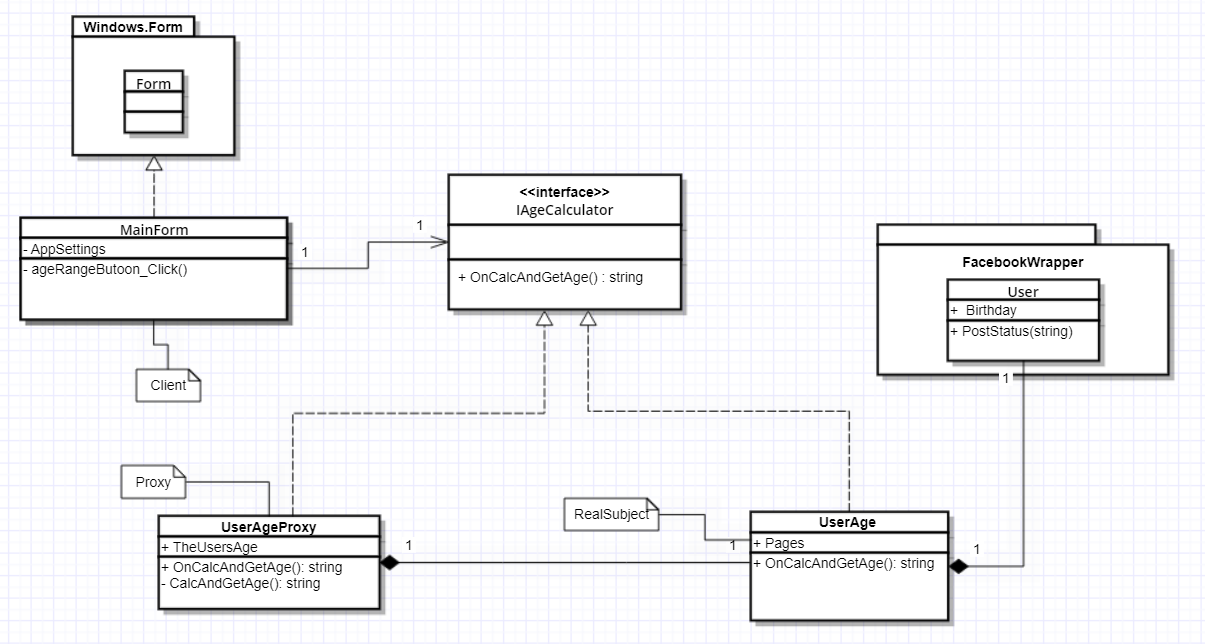 Windows.Form
Form
MainForm
- AppSettings
- ageRangeButoon_Click()
1
1
<<interface>>
IAgeCalculator
+ OnCalcAndGetAge() : string
FacebookWrapper
User
+ Birthday
+ PostStatus(string)
1
Client
Proxy
UserAgeProxy
+ TheUsersAge
+ OnCalcAndGetAge(): string
- CalcAndGetAge(): string
1
1
RealSubject
UserAge
+ Pages
+ OnCalcAndGetAge(): string
1